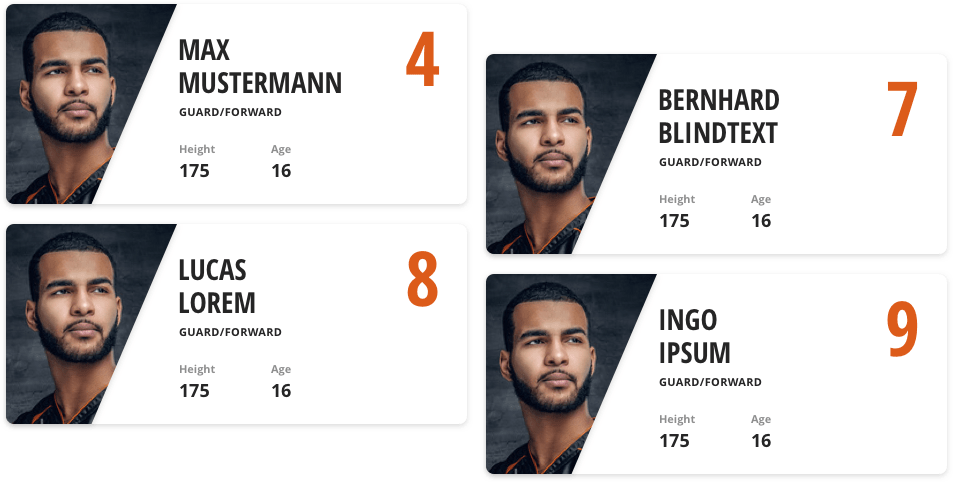 MAX
MUSTERMANN
4
GUARD/FORWARD
Height Age
175 16
BERNHARD
BLINDTEXT
7
GUARD/FORWARD
Height Age
175 16
LUCAS
LOREM
8
GUARD/FORWARD
Height Age
175 16
INGO
IPSUM
9
GUARD/FORWARD
Height Age
175 16